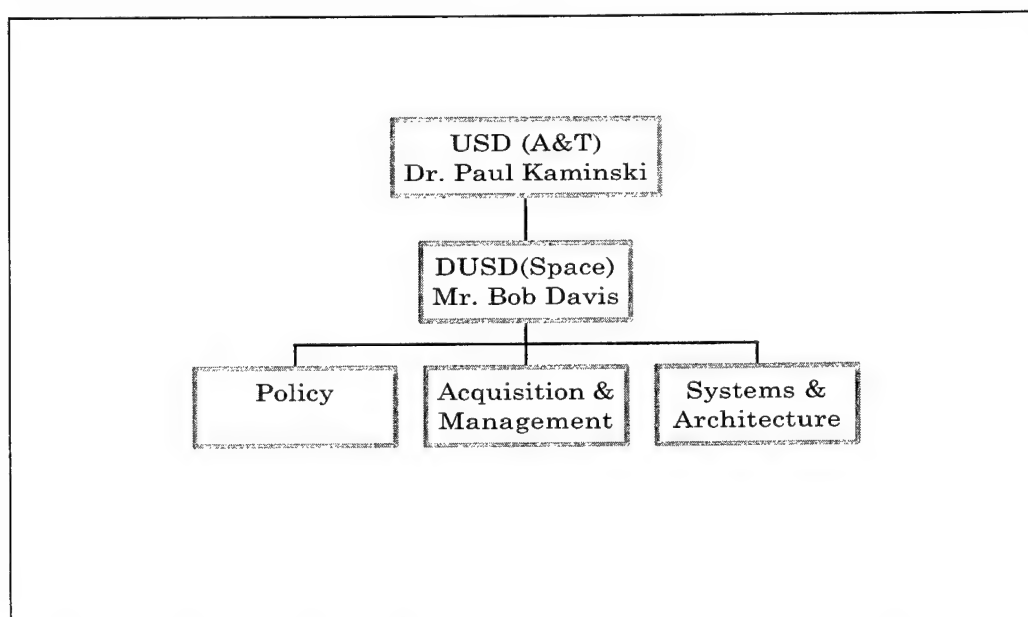 USD (A&T)
Dr. Paul Kaminski
DUSD(Space)
Mr. Bob Davis
Policy
Acquisition &
Management
Systems &
Architecture